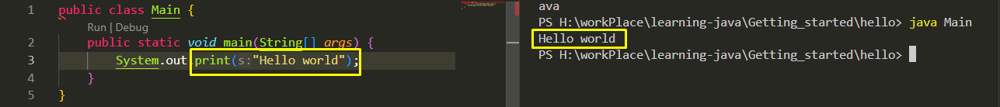 1 public class Main {
Run | Debug
2 public static void main(String[] args) {
3 System.out.print(s:"Hello world");
4 }
5 }
ava
PS H:\workPlace\learning-java\Getting_started\hello> java Main
Hello world
PS H:\workPlace\learning-java\Getting_started\hello>